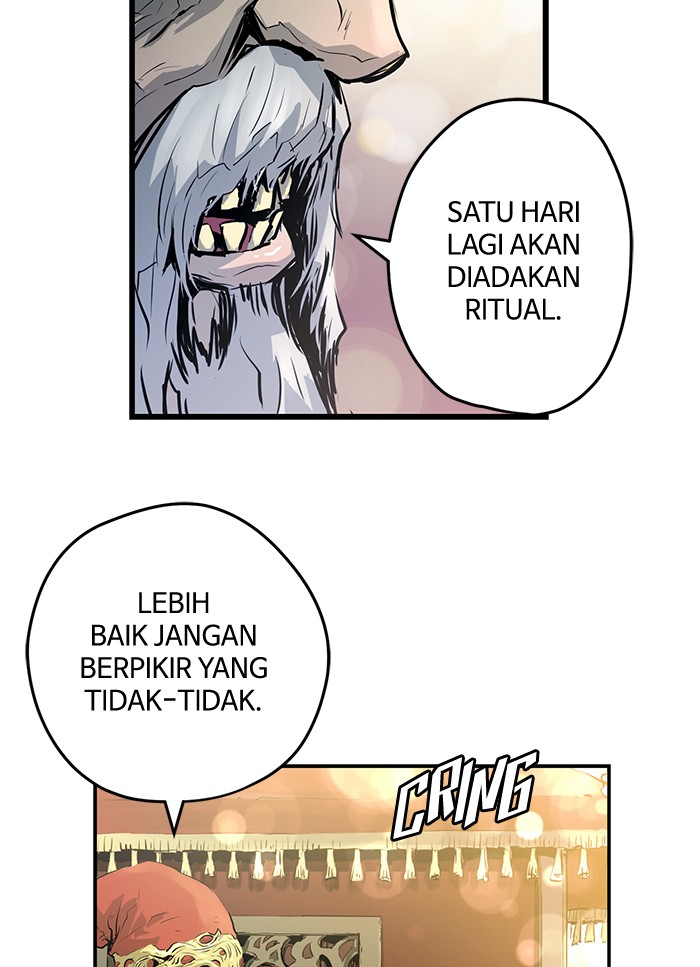 SATU HARI
LAGI AKAN
DIADAKAN
RITUAL.
LEBIH
BAIK JANGAN
BERPIKIR YANG
TIDAK-TIDAK.
CRING